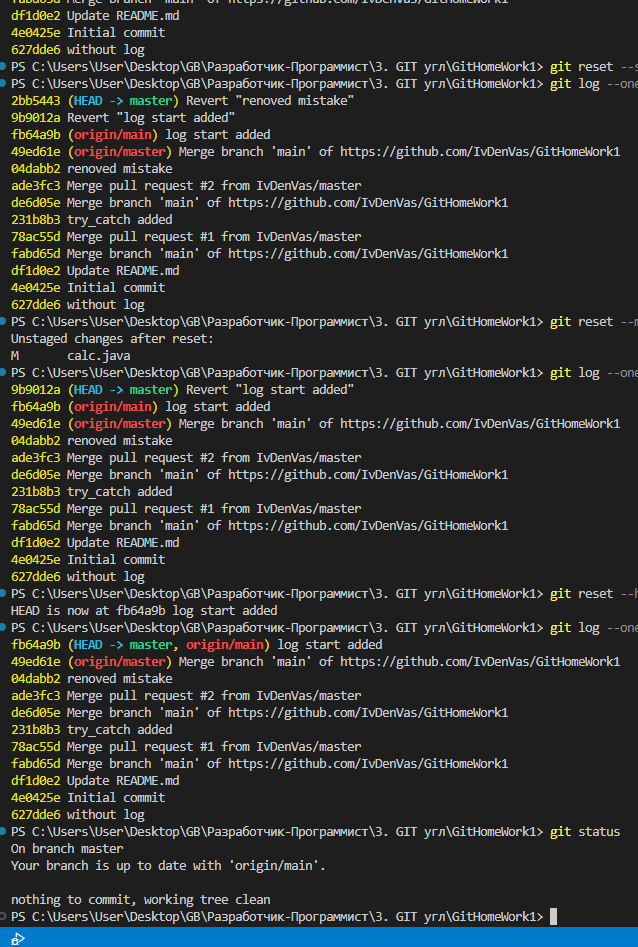 fabd65d Merge branch 'main' of https://github.com/IvDenVas/GitHomeWork1
df1d0e2 Update README.md
4e0425e Initial commit
627dde6 without log
PS C:\Users\User\Desktop\GB\Разработчик-Программист\3. GIT угл\GitHomeWork1> git reset --s
PS C:\Users\User\Desktop\GB\Разработчик-Программист\3. GIT угл\GitHomeWork1> git log --one
2bb5443 (HEAD -> master) Revert "renoved mistake"
9b9012a Revert "log start added"
fb64a9b (origin/main) log start added
49ed61e (origin/master) Merge branch 'main' of https://github.com/IvDenVas/GitHomeWork1
04dabb2 renoved mistake
ade3fc3 Merge pull request #2 from IvDenVas/master
de6d05e Merge branch 'main' of https://github.com/IvDenVas/GitHomeWork1
231b8b3 try_catch added
78ac55d Merge pull request #1 from IvDenVas/master
fabd65d Merge branch 'main' of https://github.com/IvDenVas/GitHomeWork1
df1d0e2 Update README.md
4e0425e Initial commit
627dde6 without log
PS C:\Users\User\Desktop\GB\Разработчик-Программист\3. GIT угл\GitHomeWork1> git reset --m
Unstaged changes after reset:
M       calc.java
PS C:\Users\User\Desktop\GB\Разработчик-Программист\3. GIT угл\GitHomeWork1> git log --one
9b9012a (HEAD -> master) Revert "log start added"
fb64a9b (origin/main) log start added
49ed61e (origin/master) Merge branch 'main' of https://github.com/IvDenVas/GitHomeWork1
04dabb2 renoved mistake
ade3fc3 Merge pull request #2 from IvDenVas/master
de6d05e Merge branch 'main' of https://github.com/IvDenVas/GitHomeWork1
231b8b3 try_catch added
78ac55d Merge pull request #1 from IvDenVas/master
fabd65d Merge branch 'main' of https://github.com/IvDenVas/GitHomeWork1
df1d0e2 Update README.md
4e0425e Initial commit
627dde6 without log
PS C:\Users\User\Desktop\GB\Разработчик-Программист\3. GIT угл\GitHomeWork1> git reset --h
HEAD is now at fb64a9b log start added
PS C:\Users\User\Desktop\GB\Разработчик-Программист\3. GIT угл\GitHomeWork1> git log --one
fb64a9b (HEAD -> master, origin/main) log start added
49ed61e (origin/master) Merge branch 'main' of https://github.com/IvDenVas/GitHomeWork1
04dabb2 renoved mistake
ade3fc3 Merge pull request #2 from IvDenVas/master
de6d05e Merge branch 'main' of https://github.com/IvDenVas/GitHomeWork1
231b8b3 try_catch added
78ac55d Merge pull request #1 from IvDenVas/master
fabd65d Merge branch 'main' of https://github.com/IvDenVas/GitHomeWork1
df1d0e2 Update README.md
4e0425e Initial commit
627dde6 without log
PS C:\Users\User\Desktop\GB\Разработчик-Программист\3. GIT угл\GitHomeWork1> git status
On branch master
Your branch is up to date with 'origin/main'.

nothing to commit, working tree clean
PS C:\Users\User\Desktop\GB\Разработчик-Программист\3. GIT угл\GitHomeWork1>